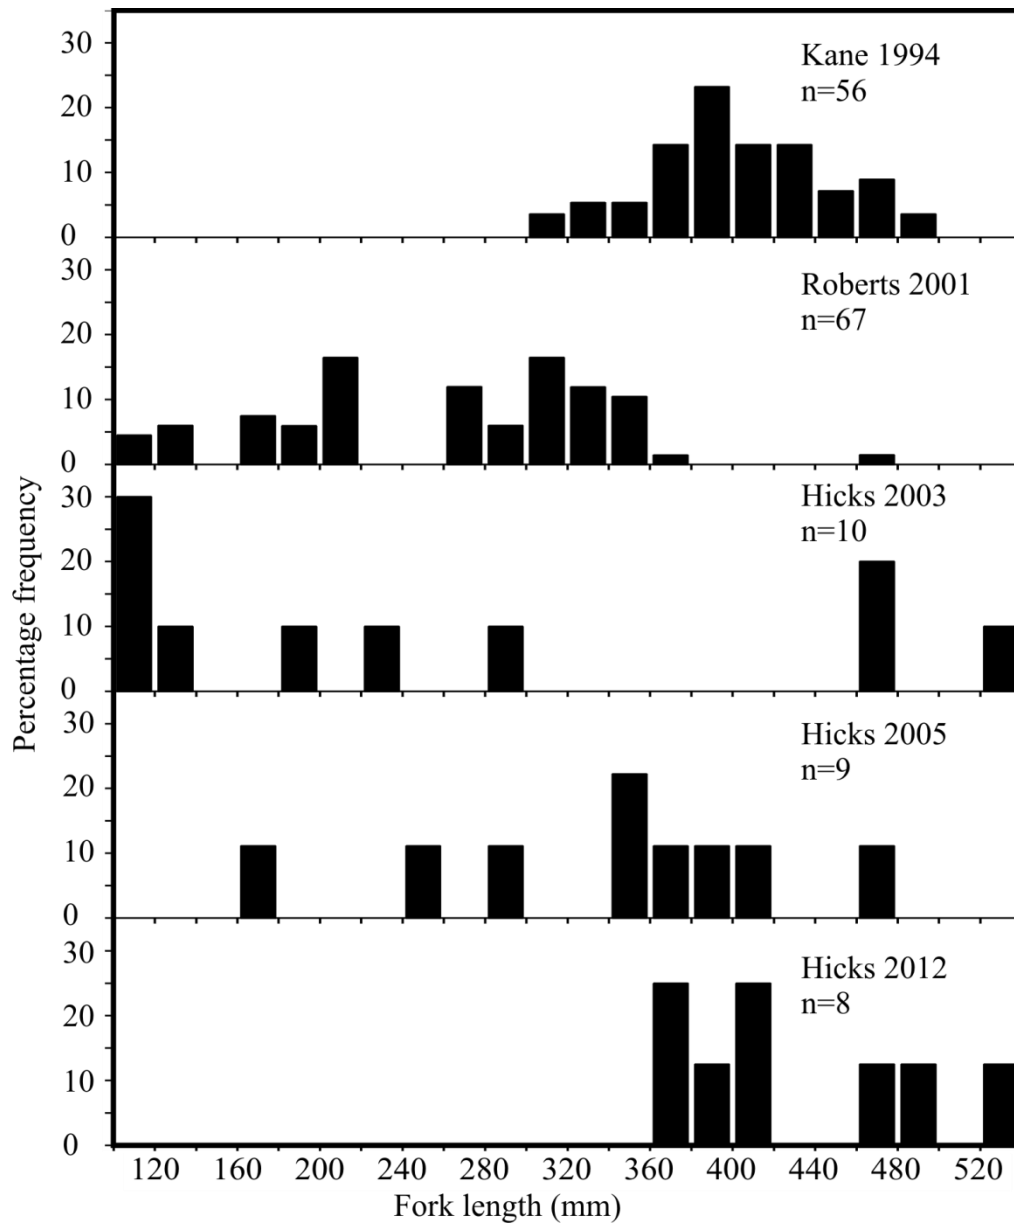 30
20
10
0
Kane 1994
n=56
30
20
10
0
Roberts 2001
n=67
30
20
10
0
Hicks 2003
n=10
30
20
10
0
Hicks 2005
n=9
30
20
10
0
Hicks 2012
n=8
Percentage frequency
120 160 200 240 280 320 360 400 440 480 520
Fork length (mm)